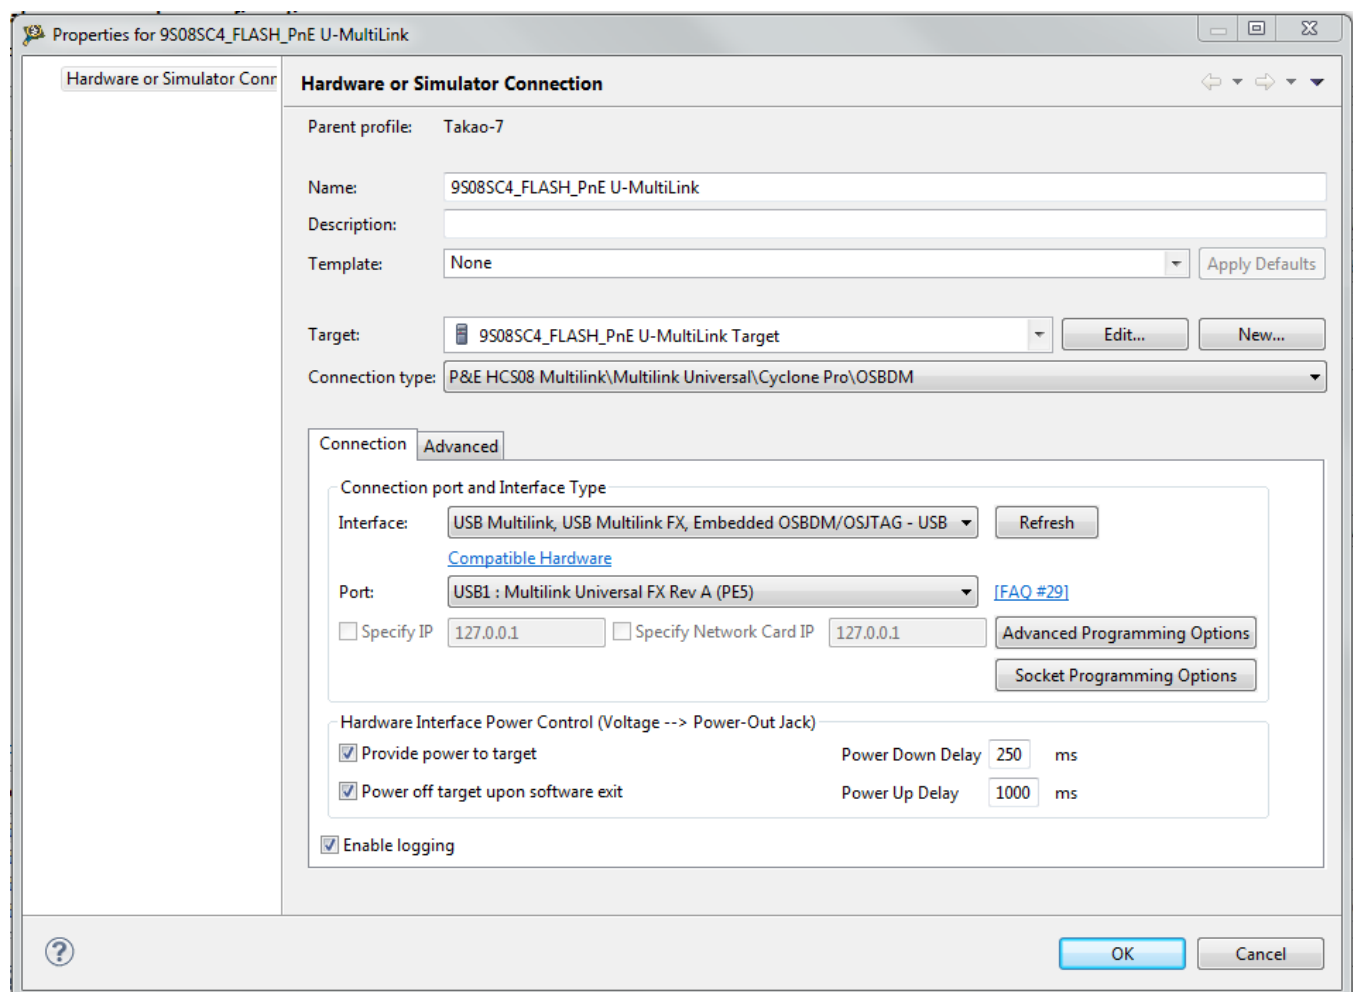 Properties for 9S08SC4_FLASH_PnE U-MultiLink
Hardware or Simulator Conn
Hardware or Simulator Connection
Parent profile: Takao-7
Name: 9S08SC4_FLASH_PnE U-MultiLink
Description:
Template: None Apply Defaults
Target: 9S08SC4_FLASH_PnE U-MultiLink Target Edit... New...
Connection type: P&E HCS08 Multilink\Multilink Universal\Cyclone Pro\OSBDM
Connection Advanced
Connection port and Interface Type
Interface: USB Multilink, USB Multilink FX, Embedded OSBDM/OSJTAG - USB Refresh
Compatible Hardware
Port: USB1 : Multilink Universal FX Rev A (PE5) [FAQ #29]
Specify IP 127.0.0.1 Specify Network Card IP 127.0.0.1 Advanced Programming Options
Socket Programming Options
Hardware Interface Power Control (Voltage --> Power-Out Jack)
Provide power to target Power Down Delay 250 ms
Power off target upon software exit Power Up Delay 1000 ms
Enable logging
? OK Cancel